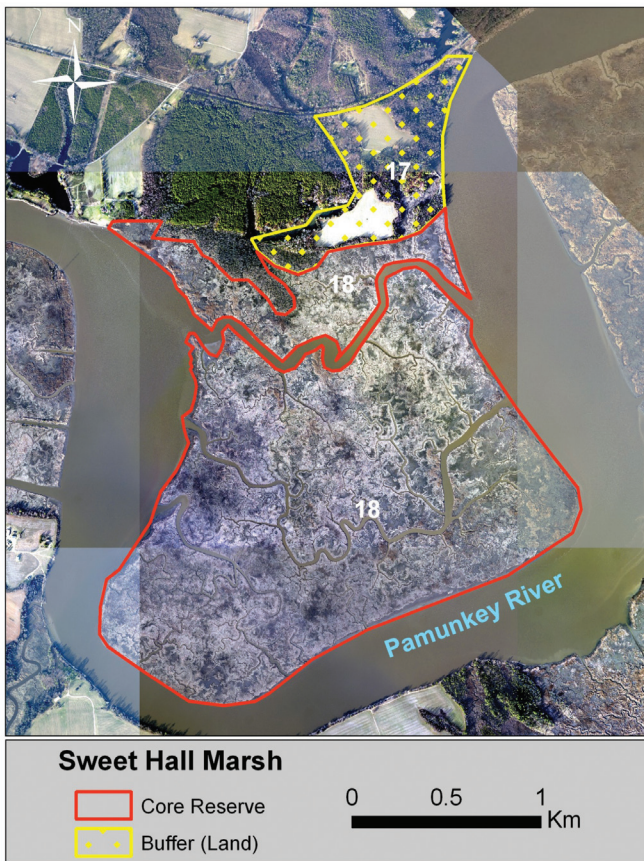 N
17
18
18
Pamunkey River
Sweet Hall Marsh
Core Reserve
Buffer (Land)
0 0.5 1
Km